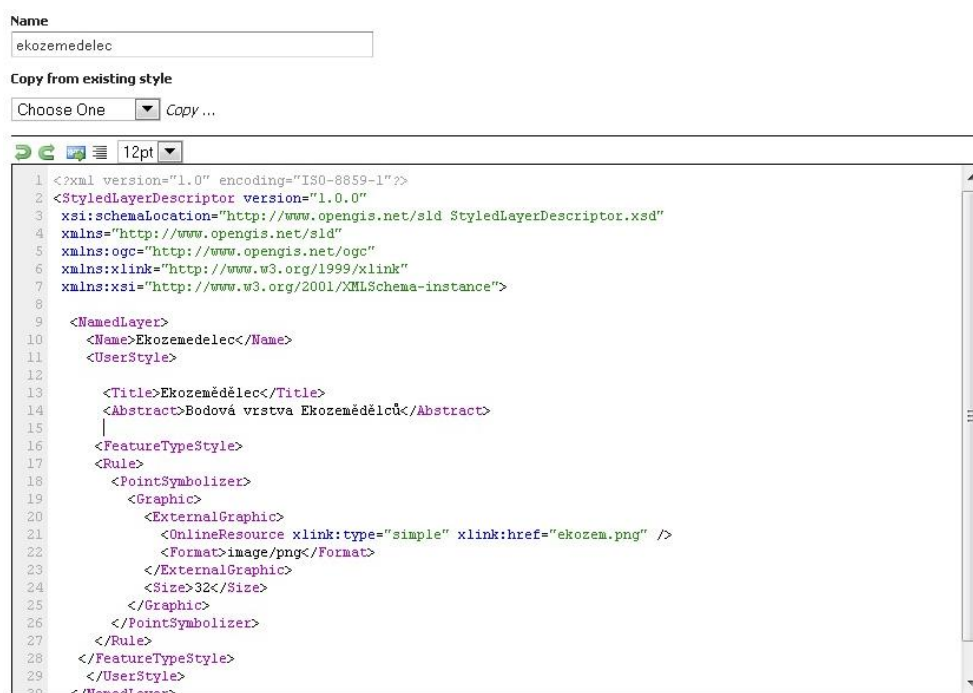 Name
ekozemedelec
Copy from existing style
Choose One Copy ...
12pt
1 <?xml version="1.0" encoding="ISO-8859-1"?>
2 <StyledLayerDescriptor version="1.0.0"
3 xsi:schemaLocation="http://www.opengis.net/sld StyledLayerDescriptor.xsd"
4 xmlns="http://www.opengis.net/sld"
5 xmlns:ogc="http://www.opengis.net/ogc"
6 xmlns:xlink="http://www.w3.org/1999/xlink"
7 xmlns:xsi="http://www.w3.org/2001/XMLSchema-instance">
8
9 <NamedLayer>
10 <Name>Ekozemedelec</Name>
11 <UserStyle>
12
13 <Title>Ekozemědělec</Title>
14 <Abstract>Bodová vrstva Ekozemědělců</Abstract>
15
16 <FeatureTypeStyle>
17 <Rule>
18 <PointSymbolizer>
19 <Graphic>
20 <ExternalGraphic>
21 <OnlineResource xlink:type="simple" xlink:href="ekozem.png" />
22 <Format>image/png</Format>
23 </ExternalGraphic>
24 <Size>32</Size>
25 </Graphic>
26 </PointSymbolizer>
27 </Rule>
28 </FeatureTypeStyle>
29 </UserStyle>
30 </NamedLayer>